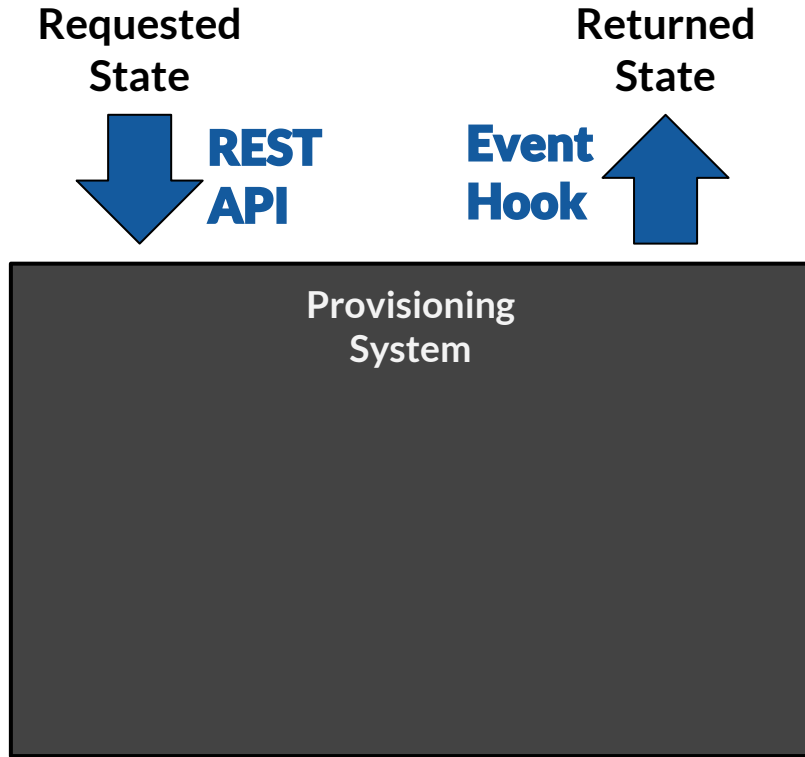 Requested
State
Returned
State
REST
API
Event
Hook
Provisioning
System